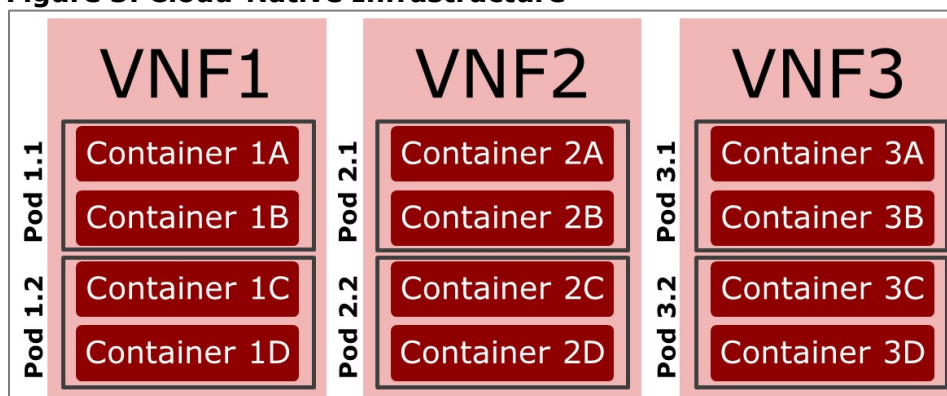 Figure Cloud-Native Infrastructure
VNF1
Pod 1.1
Container 1A
Container 1B
Pod 1.2
Container 1C
Container 1D
VNF2
Pod 2.1
Container 2A
Container 2B
Pod 2.2
Container 2C
Container 2D
VNF3
Pod 3.1
Container 3A
Container 3B
Pod 3.2
Container 3C
Container 3D